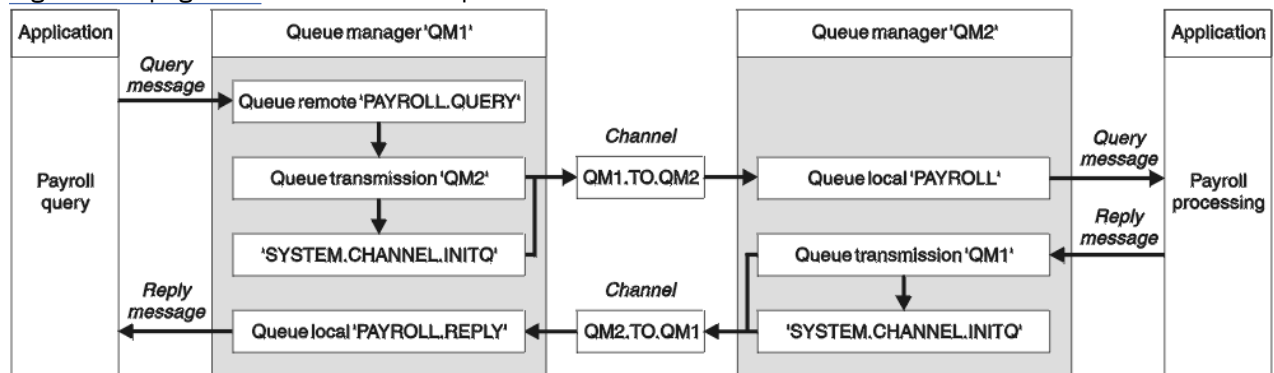 Application
Queue manager 'QM1'
Queue manager 'QM2'
Application
Query
message
Queue remote 'PAYROLL.QUERY'
Channel
Query
message
Payroll
query
Queue transmission 'QM2'
QM1.TO.QM2
Queue local 'PAYROLL'
Payroll
processing
Reply
message
'SYSTEM.CHANNEL.INITQ'
Queue transmission 'QM1'
Reply
message
Channel
Queue local 'PAYROLL.REPLY'
QM2.TO.QM1
'SYSTEM.CHANNEL.INITQ'